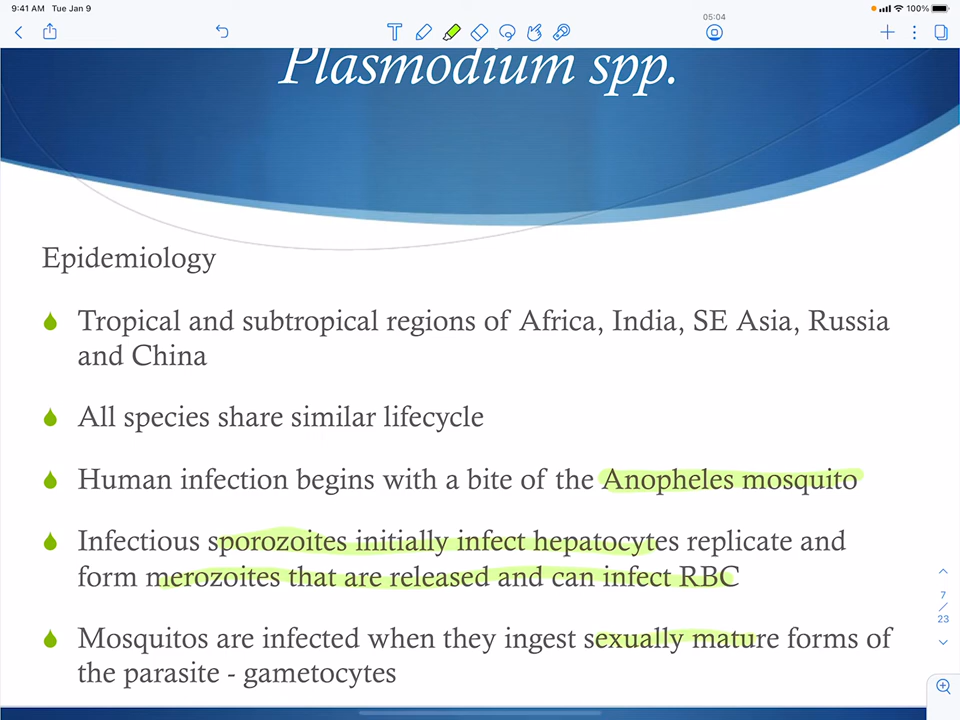 9:41 AM Tue Jan 9
100%
05:04
Plasmodium spp.
Epidemiology
Tropical and subtropical regions of Africa, India, SE Asia, Russia
and China
All species share similar lifecycle
Human infection begins with a bite of the Anopheles mosquito
Infectious sporozoites initially infect hepatocytes replicate and
form merozoites that are released and can infect RBC
Mosquitos are infected when they ingest sexually mature forms of
the parasite - gametocytes
7
/
23